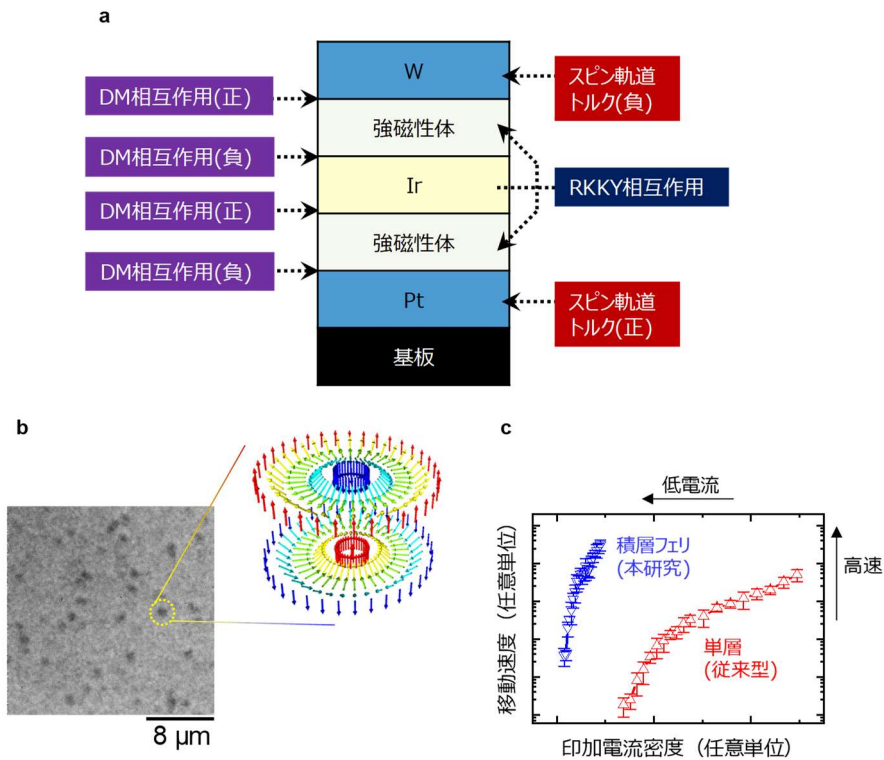 a
W
強磁性体
Ir
強磁性体
Pt
基板
DM相互作用(正)
DM相互作用(負)
DM相互作用(正)
DM相互作用(負)
スピン軌道
トルク(負)
RKKY相互作用
スピン軌道
トルク(正)
b
8 μm
c
低電流
高速
積層フェリ
(本研究)
単層
(従来型)
移動速度（任意単位）
印加電流密度（任意単位）